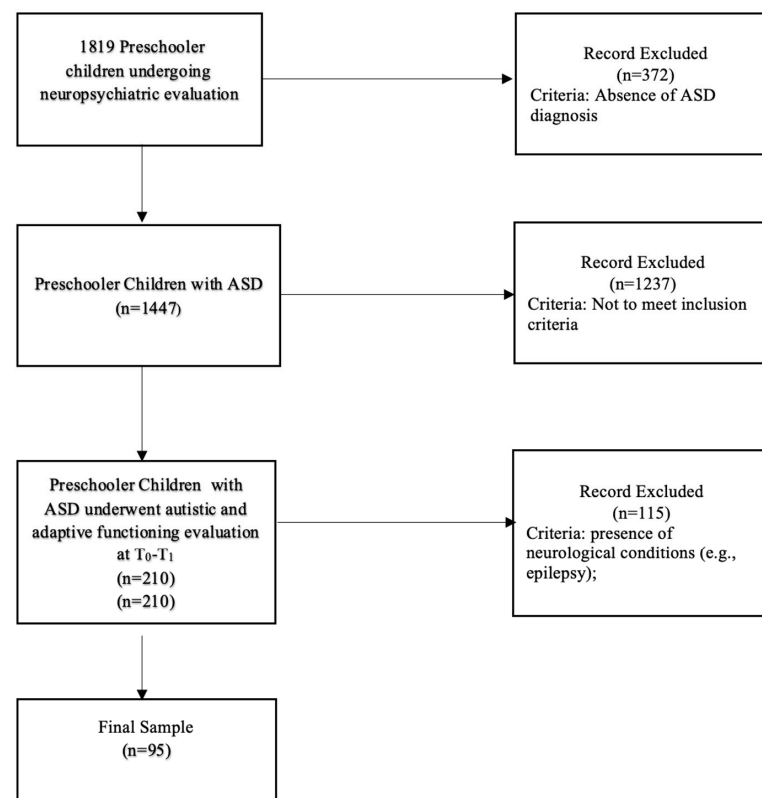 1819 Preschooler
children undergoing
neuropsychiatric evaluation
Record Excluded
(n=372)
Criteria: Absence of ASD
diagnosis
Preschooler Children with ASD
(n=1447)
Record Excluded
(n=1237)
Criteria: Not to meet inclusion
criteria
Preschooler Children with
ASD underwent autistic and
adaptive functioning evaluation
at T₀-T₁
(n=210)
(n=210)
Record Excluded
(n=115)
Criteria: presence of
neurological conditions (e.g.,
epilepsy);
Final Sample
(n=95)